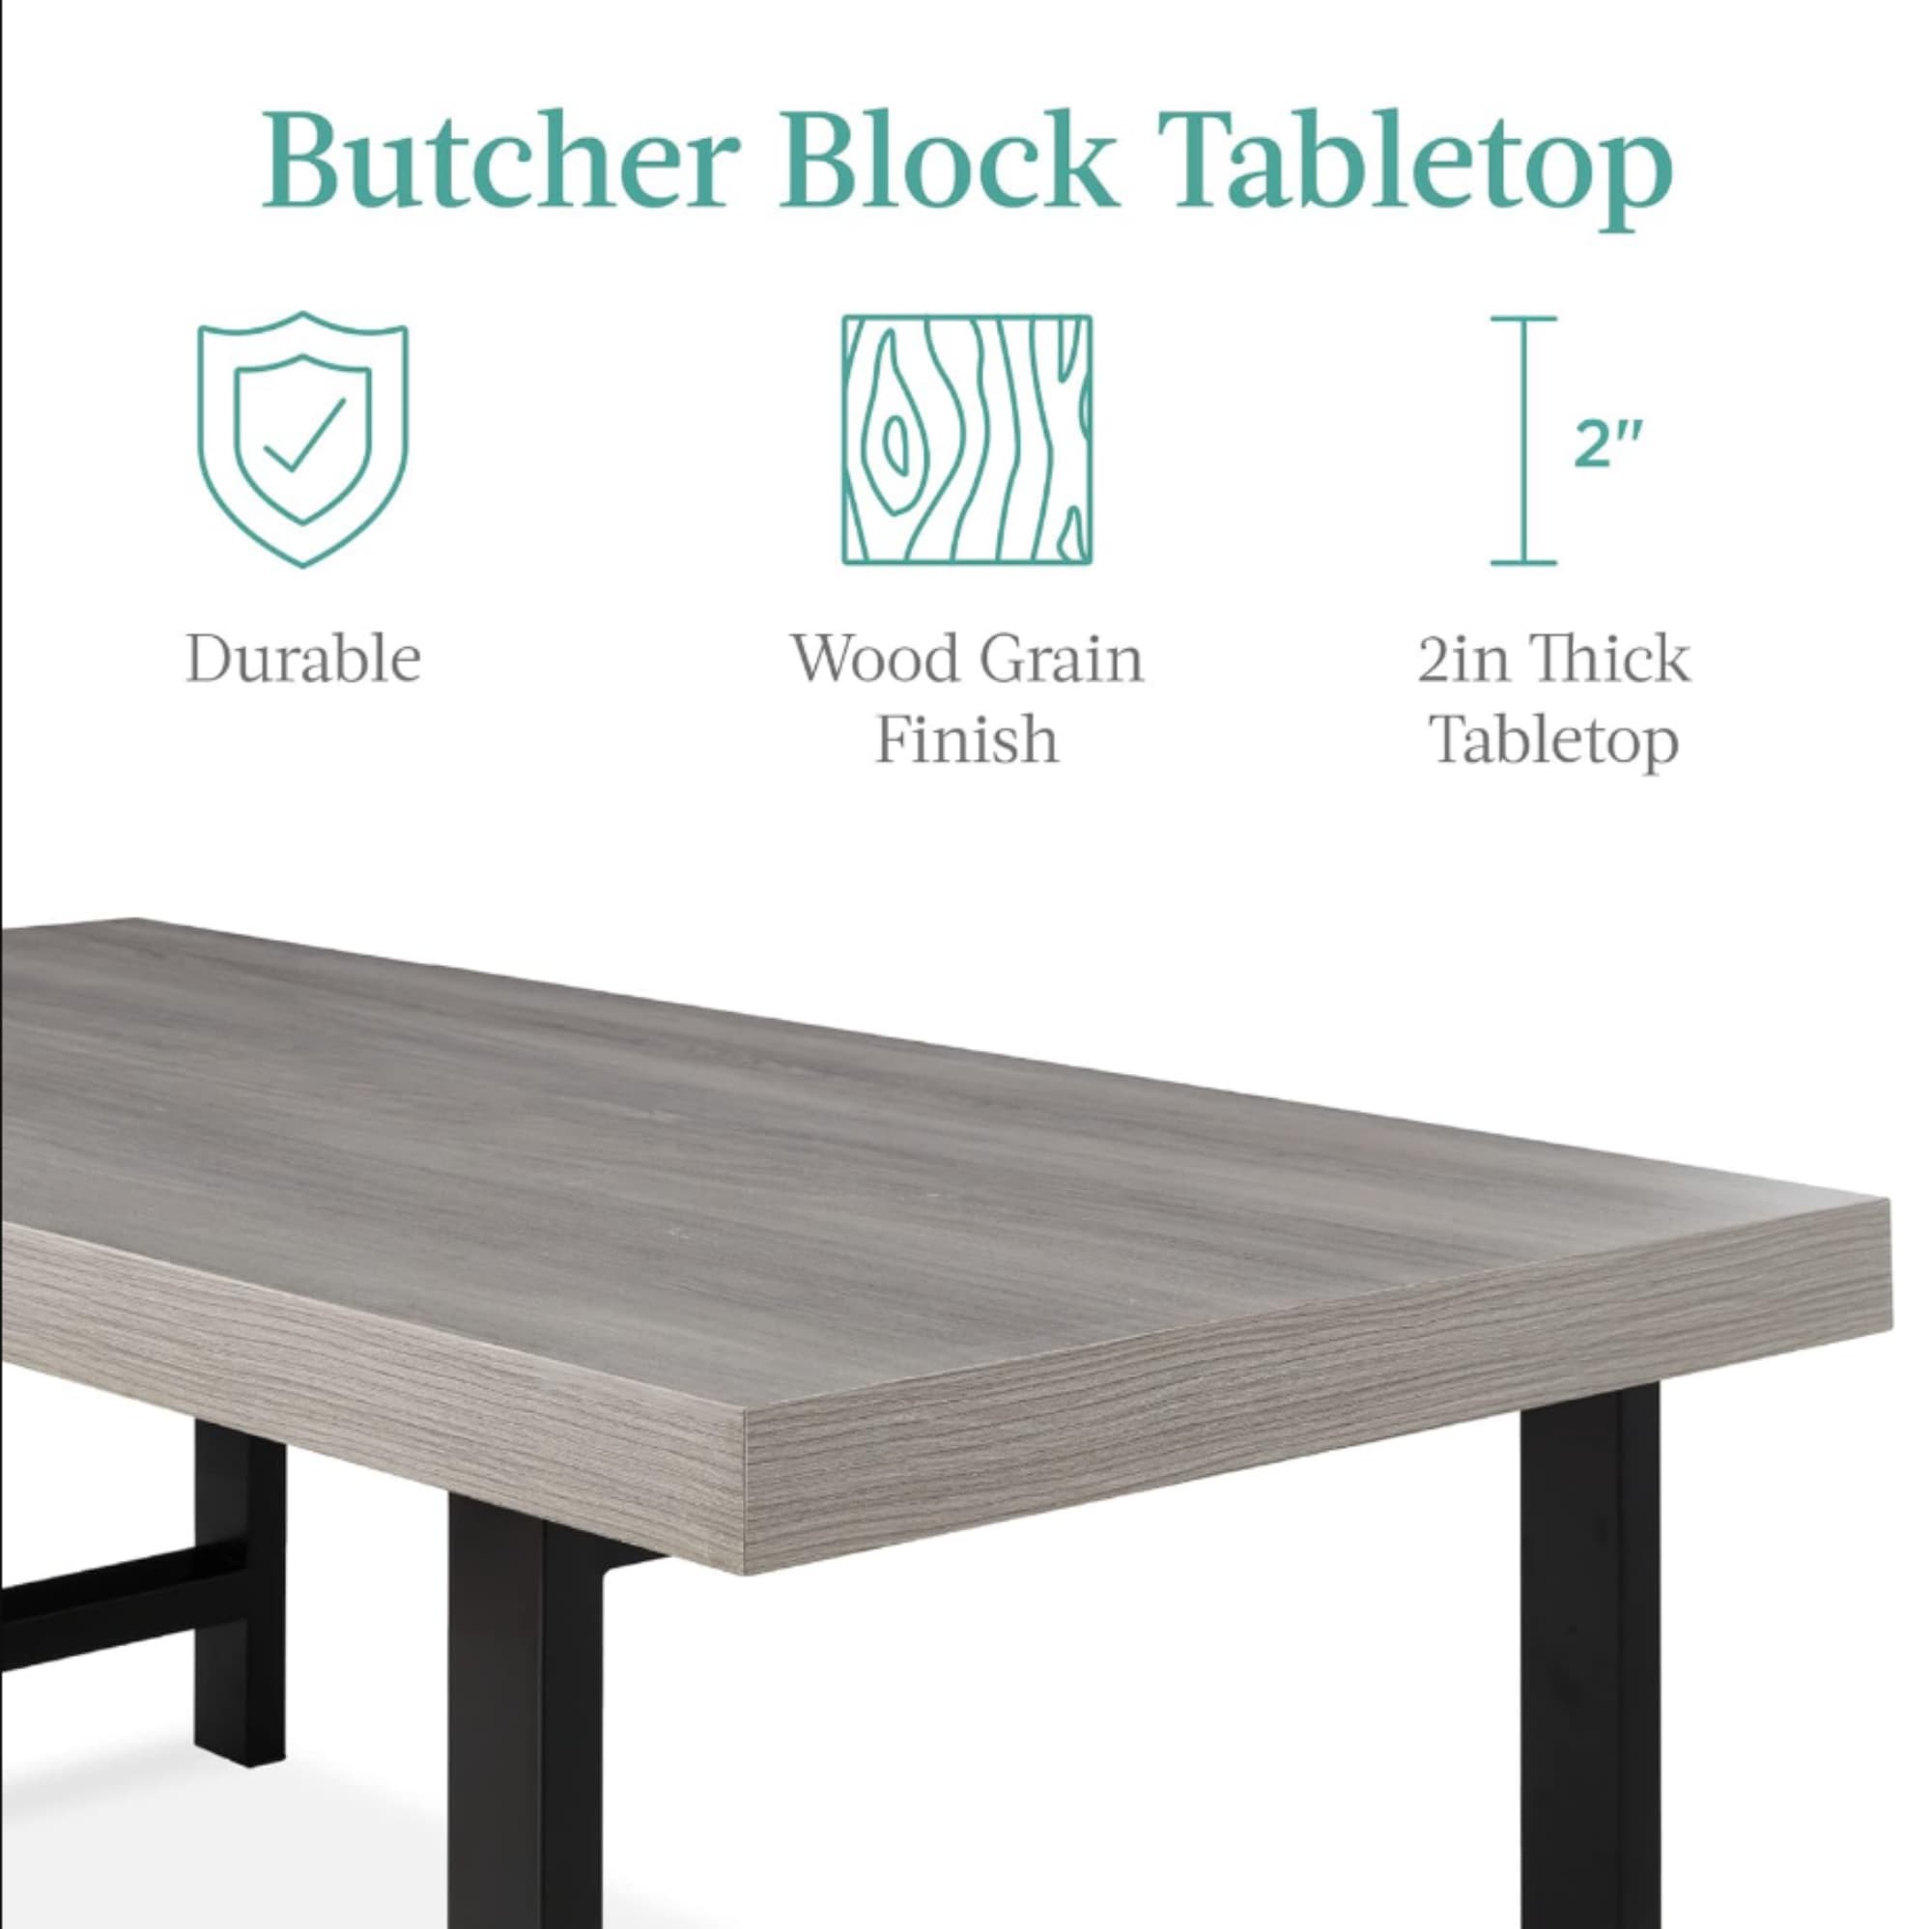 Butcher Block Tabletop
2"
Durable
Wood Grain
Finish
2in Thick
Tabletop